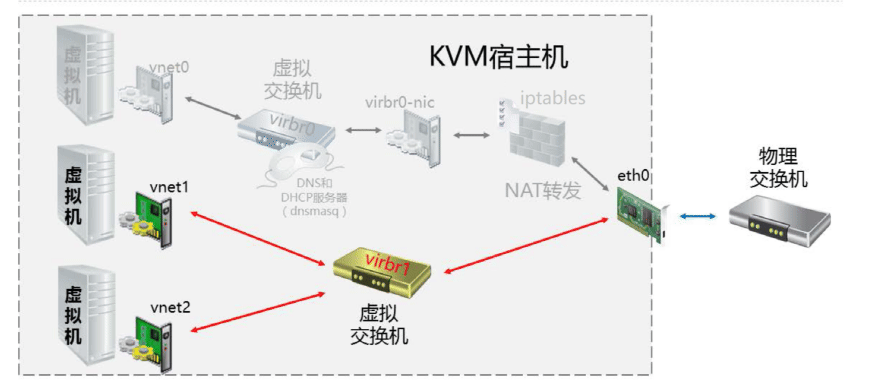 KVM宿主机
虚拟机
vnet0
虚拟
交换机
virbr0
DNS和
DHCP服务器
(dnsmasq)
virbr0-nic
iptables
NAT转发
eth0
物理
交换机
虚拟机
vnet1
virbr1
虚拟
交换机
虚拟机
vnet2